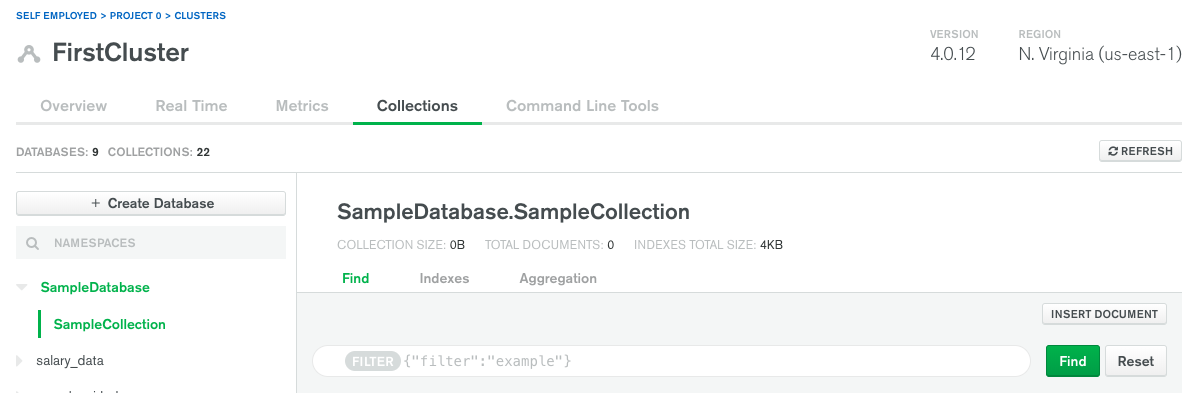 SELF EMPLOYED > PROJECT 0 > CLUSTERS
FirstCluster
VERSION
4.0.12
REGION
N. Virginia (us-east-1)
Overview
Real Time
Metrics
Collections
Command Line Tools
DATABASES: 9 COLLECTIONS: 22
REFRESH
+ Create Database
NAMESPACES
SampleDatabase
SampleCollection
salary_data
SampleDatabase.SampleCollection
COLLECTION SIZE: 0B TOTAL DOCUMENTS: 0 INDEXES TOTAL SIZE: 4KB
Find
Indexes
Aggregation
INSERT DOCUMENT
FILTER {"filter":"example"}
Find
Reset